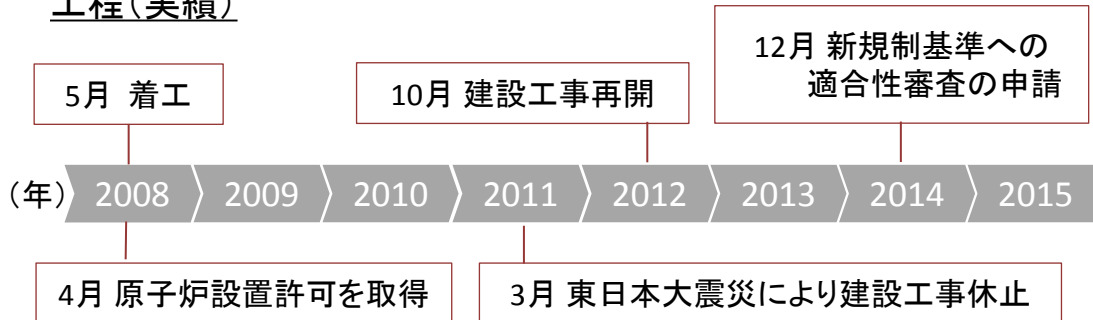 工程(実績)
5月 着工
10月 建設工事再開
12月 新規制基準への
適合性審査の申請
(年) 2008 2009 2010 2011 2012 2013 2014 2015
4月 原子炉設置許可を取得
3月 東日本大震災により建設工事休止